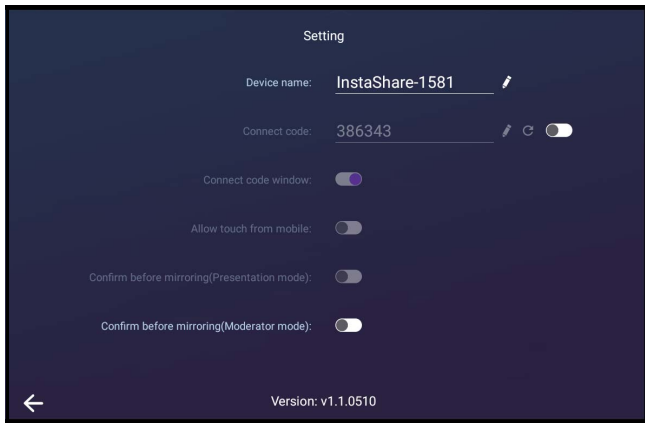 Setting
Device name: InstaShare-1581
Connect code: 386343
Connect code window:
Allow touch from mobile:
Confirm before mirroring(Presentation mode):
Confirm before mirroring(Moderator mode):
Version: v1.1.0510